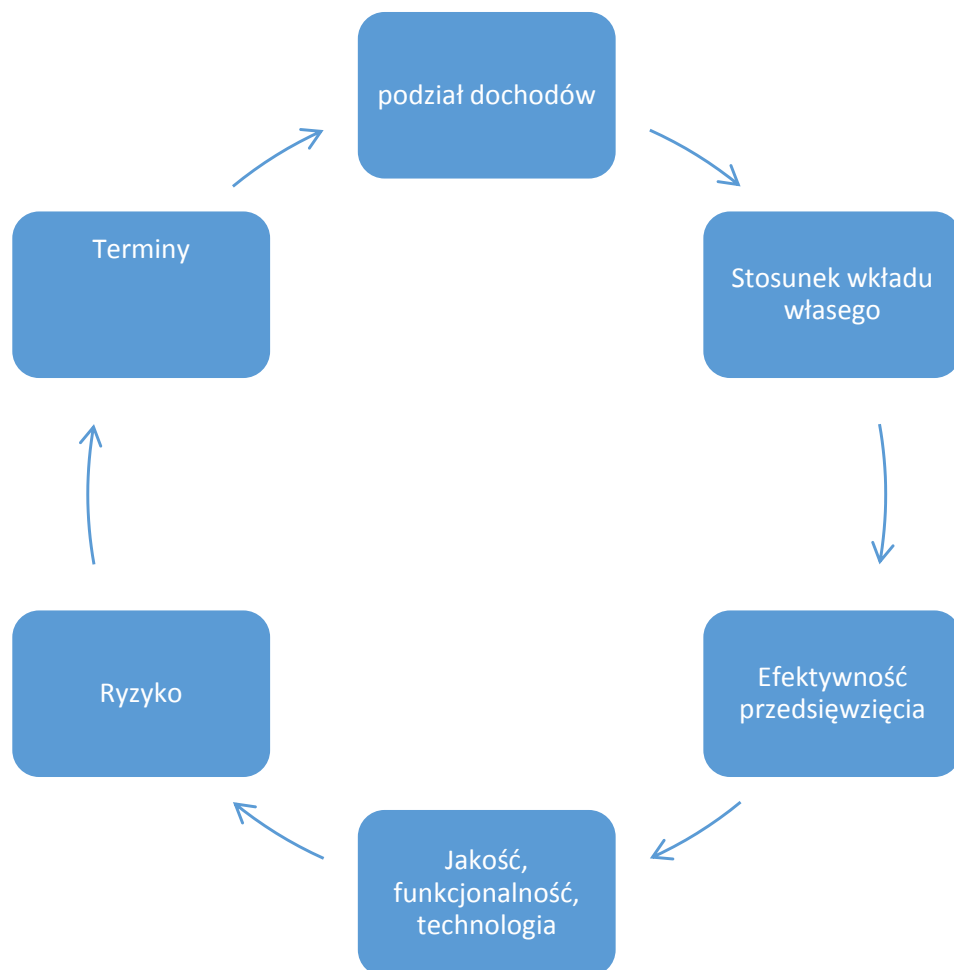 podział dochodów
Stosunek wkładu
własego
Efektywność
przedsięwzięcia
Jakość,
funkcjonalność,
technologia
Ryzyko
Terminy